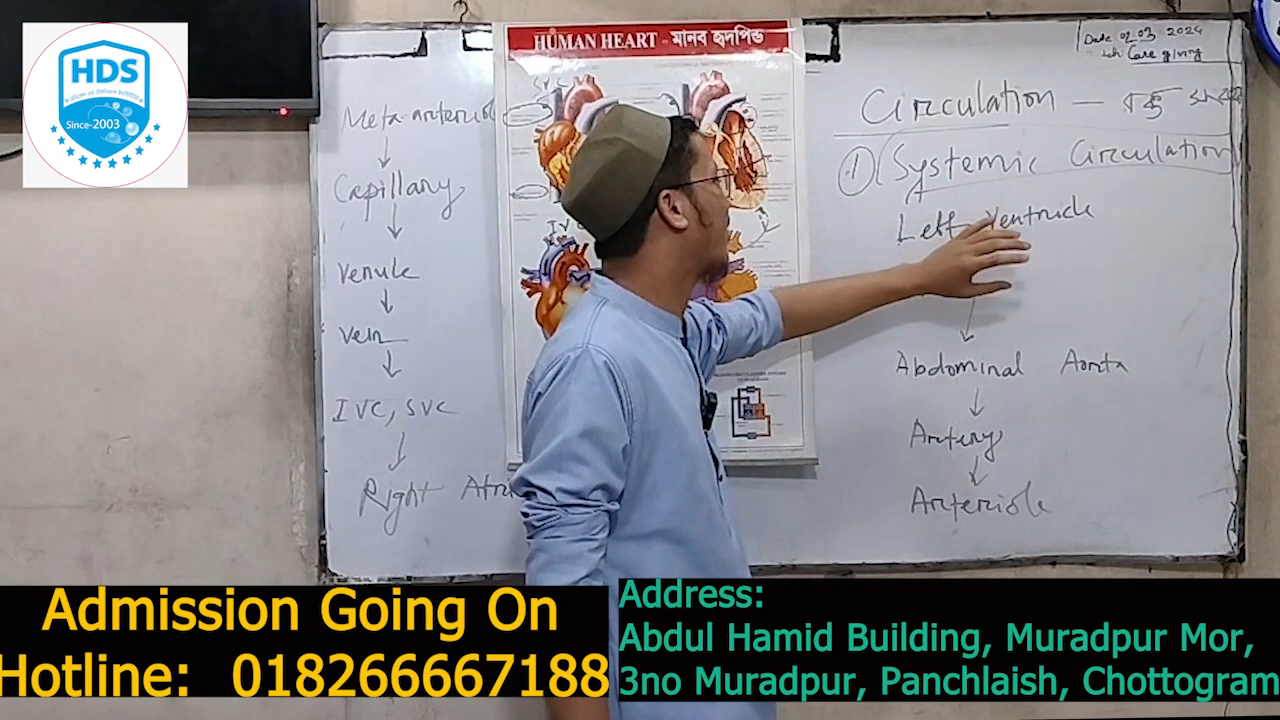 HDS
Since-2003
HUMAN HEART - মানব হৃদপিন্ড
Date 02 03 2024
Care giving
Meta-arteriole
↓
Capillary
↓
Venule
↓
Vein
↓
IVC, SVC
↓
Right Atri
Circulation — রক্ত
① Systemic Circulation
Left Ventricle
↓
Abdominal Aorta
↓
Artery
↓
Arteriole
Admission Going On
Hotline: 018266667188
Address:
Abdul Hamid Building, Muradpur Mor,
3no Muradpur, Panchlaish, Chottogram